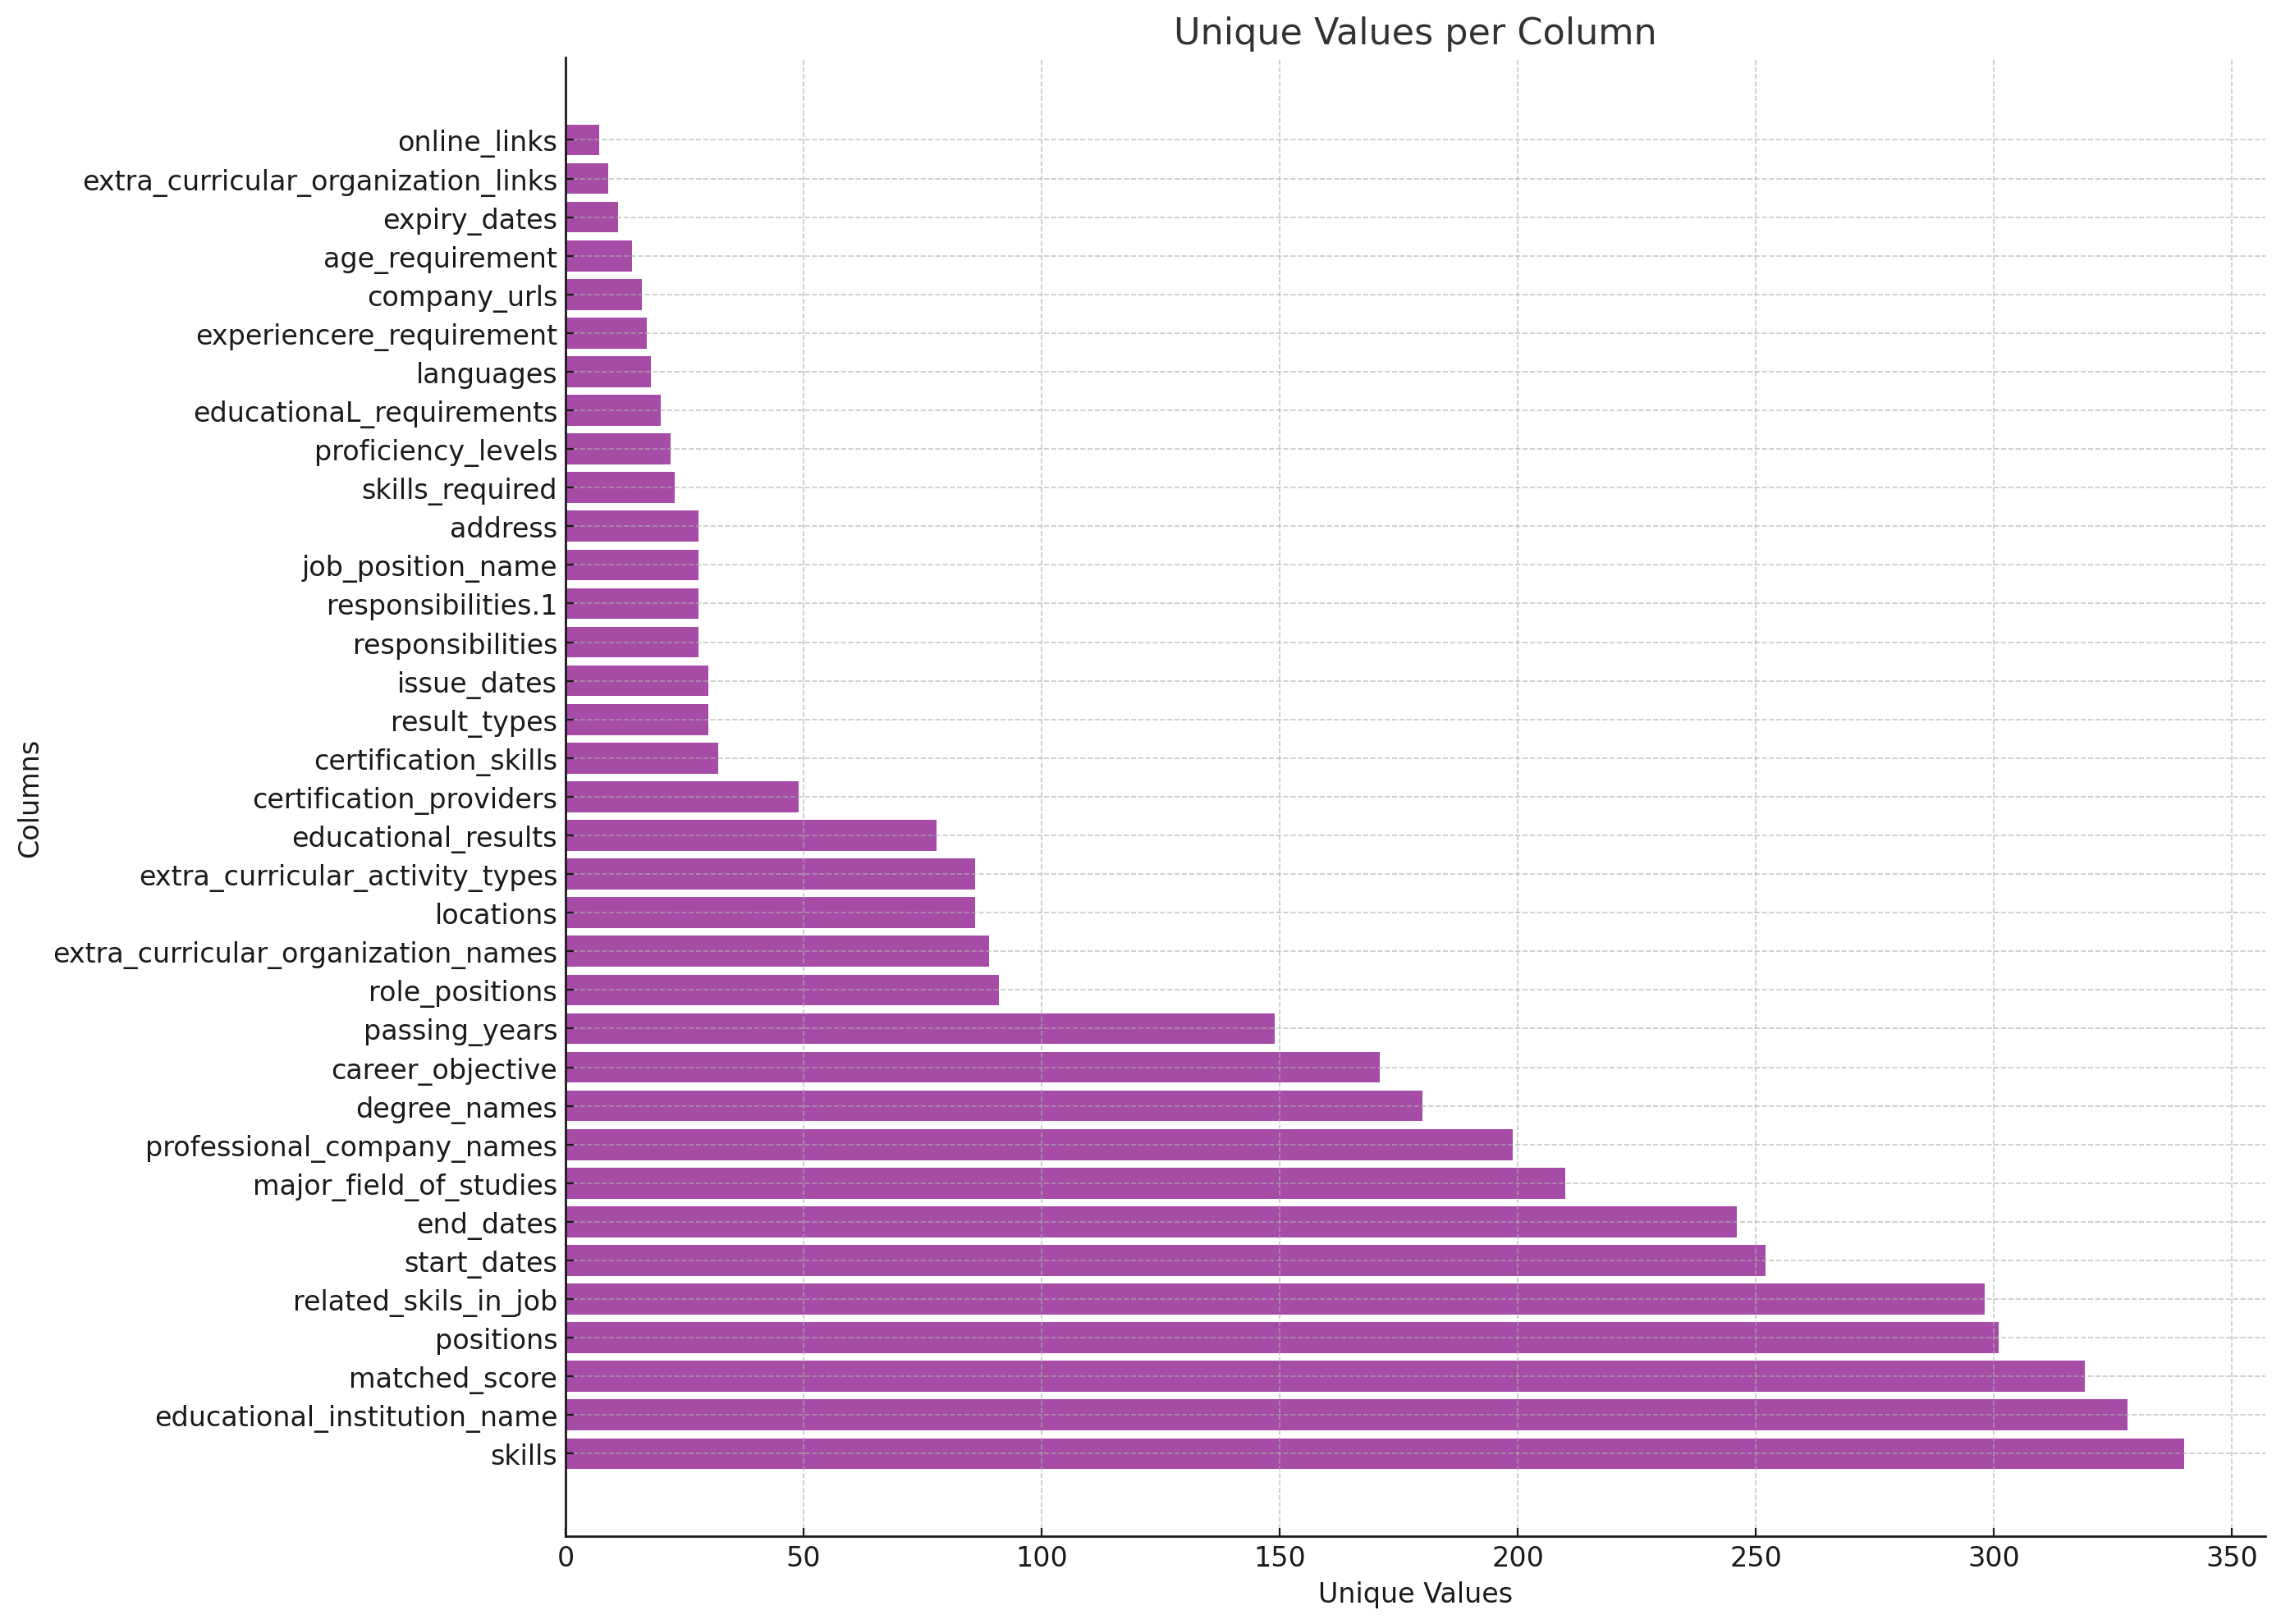 Unique Values per Column
online_links
extra_curricular_organization_links
expiry_dates
age_requirement
company_urls
experiencere_requirement
languages
educationaL_requirements
proficiency_levels
skills_required
address
job_position_name
responsibilities.1
responsibilities
issue_dates
result_types
certification_skills
certification_providers
educational_results
extra_curricular_activity_types
locations
extra_curricular_organization_names
role_positions
passing_years
career_objective
degree_names
professional_company_names
major_field_of_studies
end_dates
start_dates
related_skils_in_job
positions
matched_score
educational_institution_name
skills
Columns
0 50 100 150 200 250 300 350
Unique Values